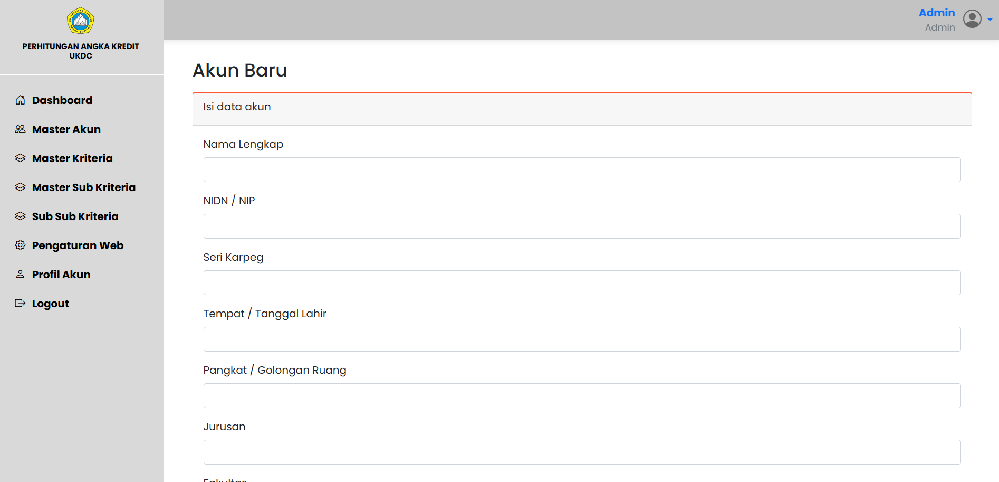 PERHITUNGAN ANGKA KREDIT
UKDC
Dashboard
Master Akun
Master Kriteria
Master Sub Kriteria
Sub Sub Kriteria
Pengaturan Web
Profil Akun
Logout
Admin
Admin
Akun Baru
Isi data akun
Nama Lengkap
NIDN / NIP
Seri Karpeg
Tempat / Tanggal Lahir
Pangkat / Golongan Ruang
Jurusan
Fakultas